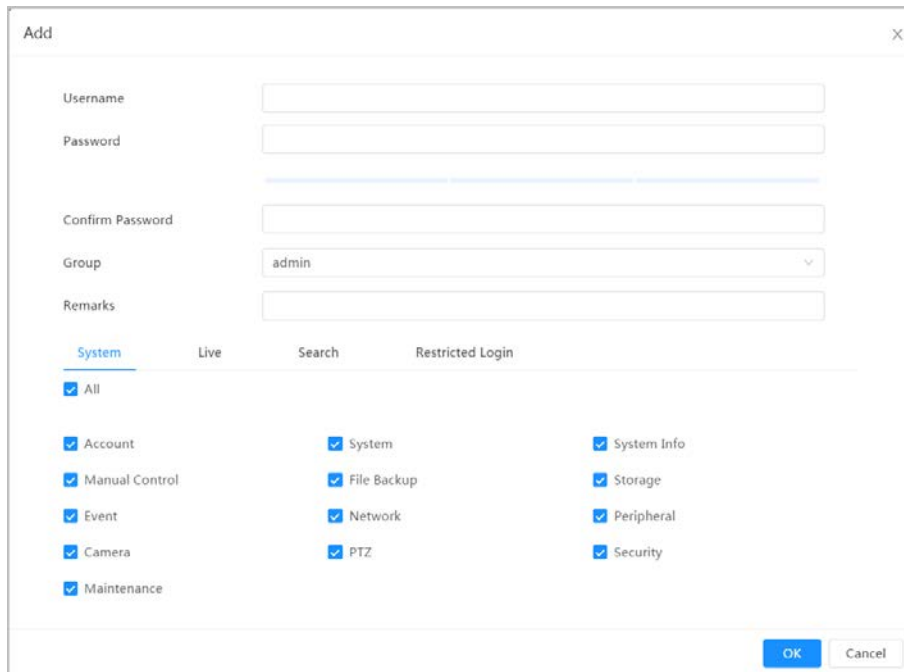 Add
Username
Password
Confirm Password
Group admin
Remarks
System Live Search Restricted Login
All
Account System System Info
Manual Control File Backup Storage
Event Network Peripheral
Camera PTZ Security
Maintenance
OK Cancel